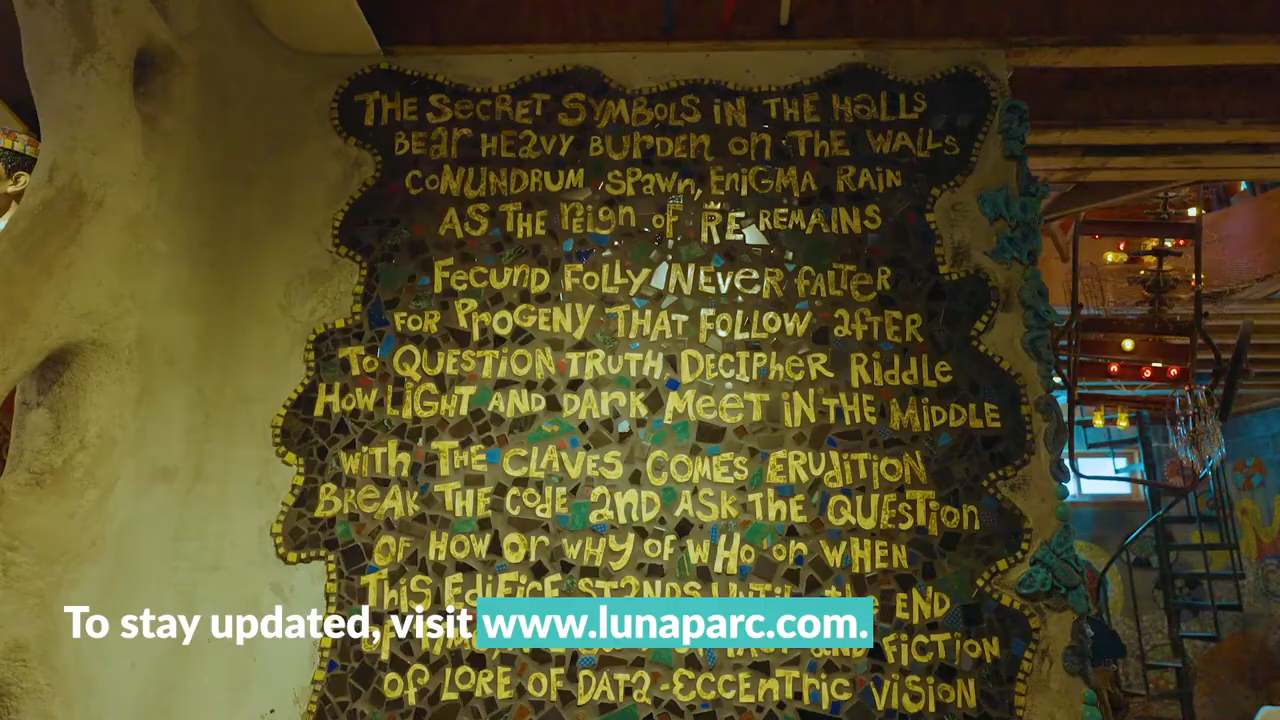 THE SECRET SYMBOLS IN THE HALLS
BEAR HEAVY BURDEN ON THE WALLS
CONUNDRUM SPAWN, ENIGMA RAIN
AS THE REIGN OF RE REMAINS
FECUND FOLLY NEVER FALTER
FOR PROGENY THAT FOLLOW AFTER
TO QUESTION TRUTH, DECIPHER RIDDLE
HOW LIGHT AND DARK MEET IN THE MIDDLE
WITH THE CLAVES COMES ERUDITION
BREAK THE CODE AND ASK THE QUESTION
OF HOW OR WHY OF WHO OR WHEN
THIS EDIFICE STANDS UNTIL the END
To stay updated, visit www.lunaparc.com.
OF AND FICTION
OF LORE OF DATA-ECCENTRIC VISION